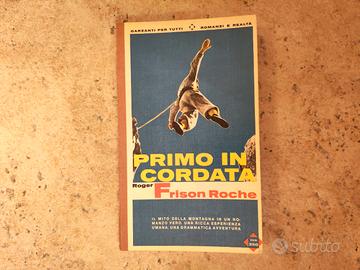 GARZANTI PER TUTTI ROMANZI E REALTÀ
PRIMO IN
CORDATA
Roger
Frison Roche
IL MITO DELLA MONTAGNA IN UN RO-
MANZO VERO. UNA RICCA ESPERIENZA
UMANA. UNA DRAMMATICA AVVENTURA
subito